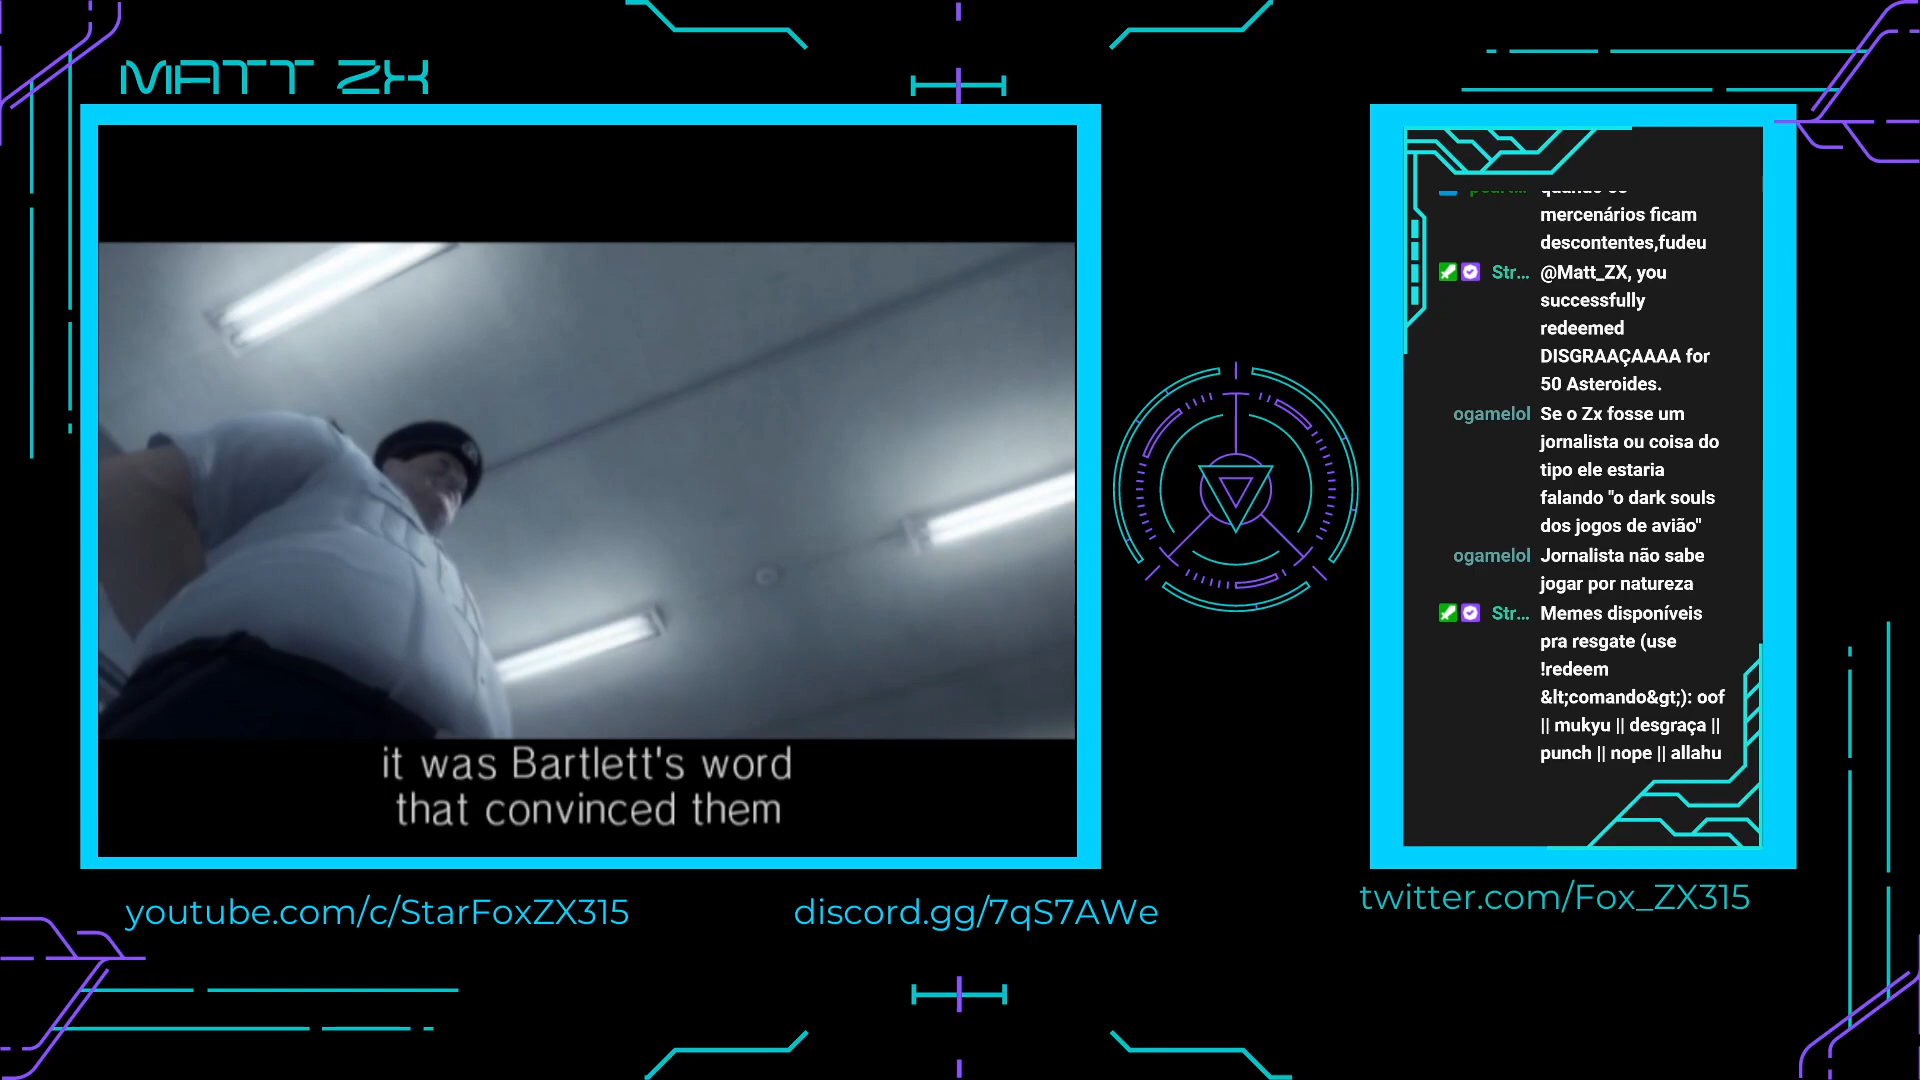 MATT ZX
mercenários ficam
descontentes,fudeu
Str... @Matt_ZX, you
successfully
redeemed
DISGRAAÇAAAA for
50 Asteroides.
ogamelol Se o Zx fosse um
jornalista ou coisa do
tipo ele estaria
falando "o dark souls
dos jogos de avião"
ogamelol Jornalista não sabe
jogar por natureza
Str... Memes disponíveis
pra resgate (use
!redeem
&lt;comando&gt;): oof
|| mukyu || desgraça ||
punch || nope || allahu
it was Bartlett's word
that convinced them
youtube.com/c/StarFoxZX315
discord.gg/7qS7AWe
twitter.com/Fox_ZX315